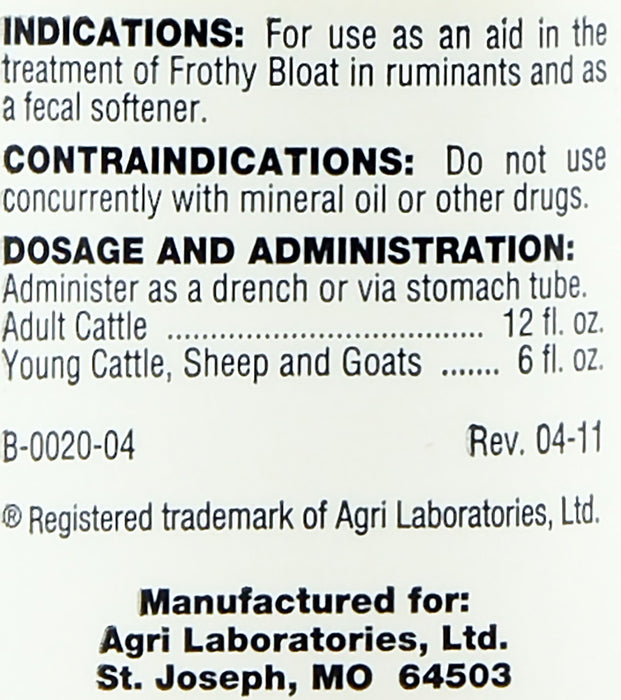 INDICATIONS: For use as an aid in the
treatment of Frothy Bloat in ruminants and as
a fecal softener.
CONTRAINDICATIONS: Do not use
concurrently with mineral oil or other drugs.
DOSAGE AND ADMINISTRATION:
Administer as a drench or via stomach tube.
Adult Cattle .................................... 12 fl. oz.
Young Cattle, Sheep and Goats ....... 6 fl. oz.
B-0020-04 Rev. 04-11
® Registered trademark of Agri Laboratories, Ltd.
Manufactured for:
Agri Laboratories, Ltd.
St. Joseph, MO 64503